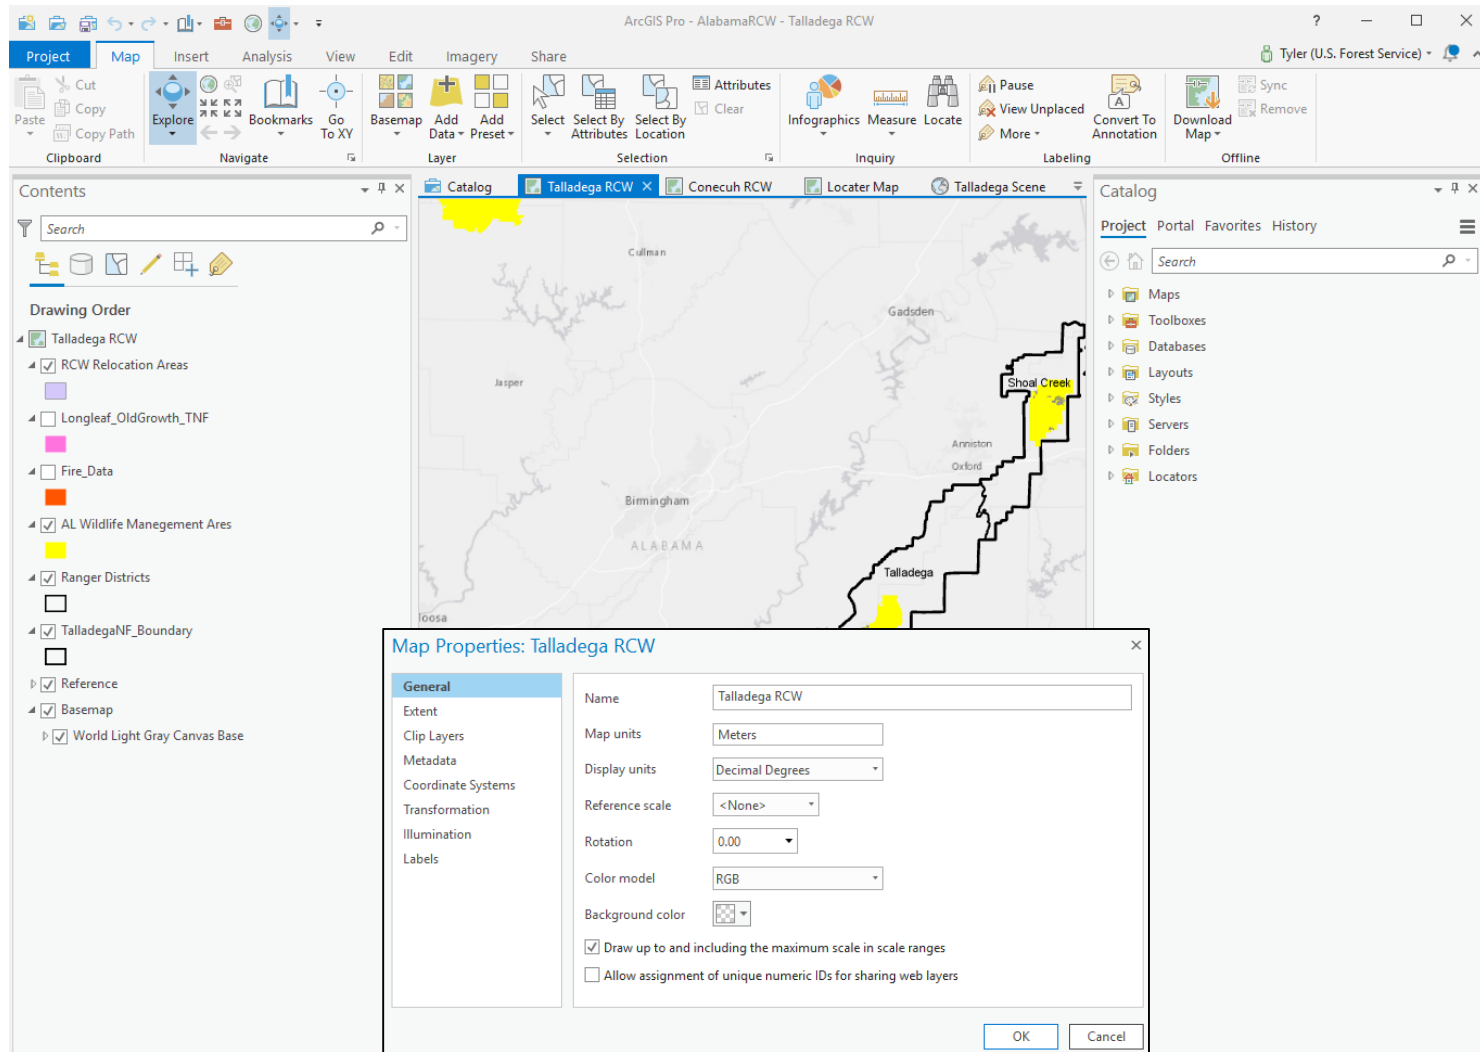 ArcGIS Pro - AlabamaRCW - Talladega RCW
?
Project Map Insert Analysis View Edit Imagery Share
Tyler (U.S. Forest Service)
Paste
Cut
Copy
Copy Path
Clipboard
Explore
Bookmarks
Go To XY
Navigate
Basemap
Add Data
Add Preset
Layer
Select
Select By Attributes
Select By Location
Attributes
Clear
Selection
Infographics
Measure
Locate
Inquiry
Pause
View Unplaced
More
Convert To Annotation
Labeling
Download Map
Sync
Remove
Offline
Contents
Search
Drawing Order
Talladega RCW
RCW Relocation Areas
Longleaf_OldGrowth_TNF
Fire_Data
AL Wildlife Manegement Ares
Ranger Districts
TalladegaNF_Boundary
Reference
Basemap
World Light Gray Canvas Base
Catalog
Talladega RCW
Conecuh RCW
Locater Map
Talladega Scene
Cullman
Gadsden
Jasper
Shoal Creek
Anniston
Oxford
Birmingham
ALABAMA
Talladega
loosa
Catalog
Project Portal Favorites History
Search
Maps
Toolboxes
Databases
Layouts
Styles
Servers
Folders
Locators
Map Properties: Talladega RCW
General
Extent
Clip Layers
Metadata
Coordinate Systems
Transformation
Illumination
Labels
Name Talladega RCW
Map units Meters
Display units Decimal Degrees
Reference scale <None>
Rotation 0.00
Color model RGB
Background color
Draw up to and including the maximum scale in scale ranges
Allow assignment of unique numeric IDs for sharing web layers
OK Cancel